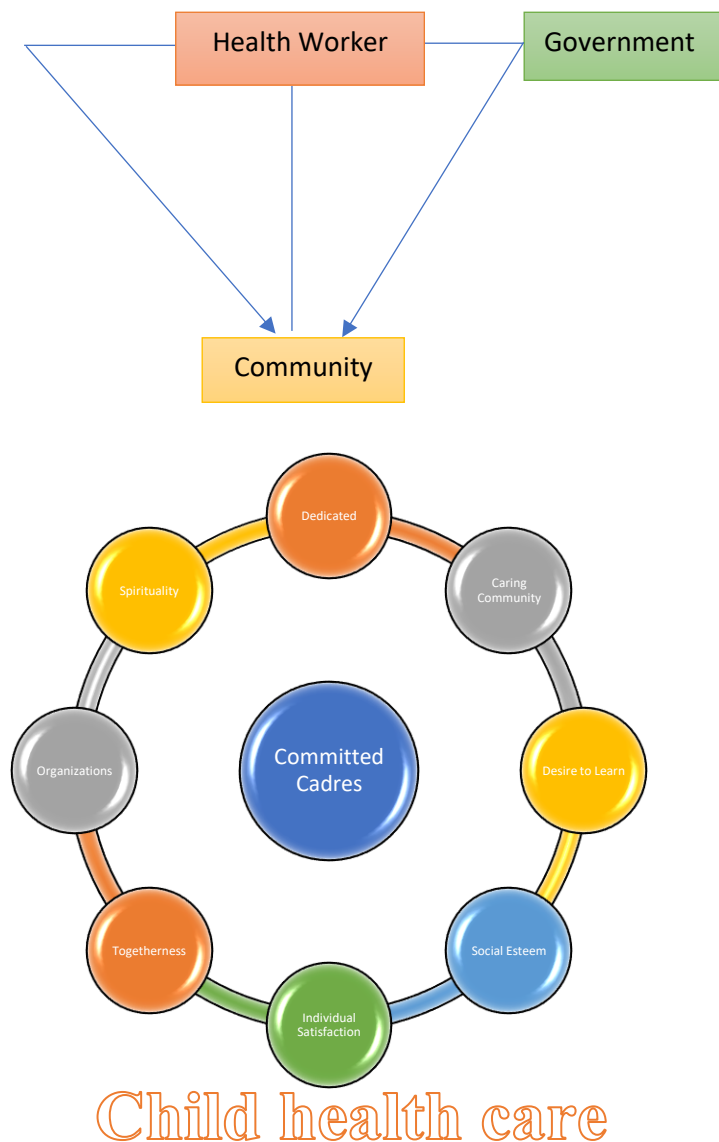 Health Worker
Government
Community
Dedicated
Spirituality
Caring
Community
Organizations
Committed
Cadres
Desire to Learn
Togetherness
Social Esteem
Individual
Satisfaction
Child health care